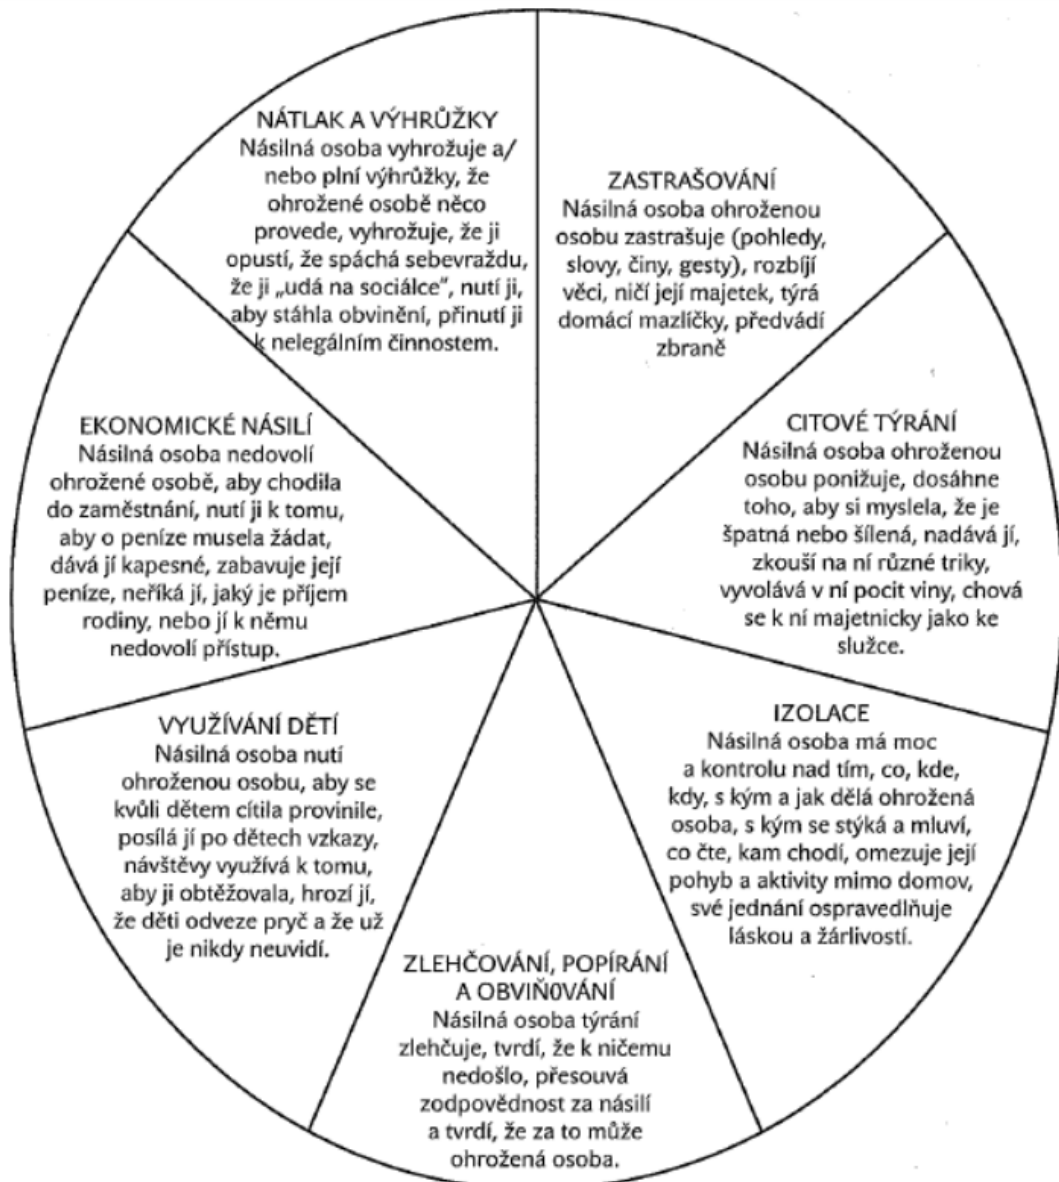 NÁTLAK A VÝHRŮŽKY
Násilná osoba vyhrožuje a/
nebo plní výhrůžky, že
ohrožené osobě něco
provede, vyhrožuje, že ji
opustí, že spáchá sebevraždu,
že ji „udá na sociálce", nutí ji,
aby stáhla obvinění, přinutí ji
k nelegálním činnostem.
ZASTRAŠOVÁNÍ
Násilná osoba ohroženou
osobu zastrašuje (pohledy,
slovy, činy, gesty), rozbíjí
věci, ničí její majetek, týrá
domácí mazlíčky, předvádí
zbraně
CITOVÉ TÝRÁNÍ
Násilná osoba ohroženou
osobu ponižuje, dosáhne
toho, aby si myslela, že je
špatná nebo šílená, nadává jí,
zkouší na ní různé triky,
vyvolává v ní pocit viny, chová
se k ní majetnicky jako ke
služce.
IZOLACE
Násilná osoba má moc
a kontrolu nad tím, co, kde,
kdy, s kým a jak dělá ohrožená
osoba, s kým se stýká a mluví,
co čte, kam chodí, omezuje její
pohyb a aktivity mimo domov,
své jednání ospravedlňuje
láskou a žárlivostí.
ZLEHČOVÁNÍ, POPÍRÁNÍ
A OBVIŇ0VÁNÍ
Násilná osoba týrání
zlehčuje, tvrdí, že k ničemu
nedošlo, přesouvá
zodpovědnost za násilí
a tvrdí, že za to může
ohrožená osoba.
VYUŽÍVÁNÍ DĚTÍ
Násilná osoba nutí
ohroženou osobu, aby se
kvůli dětem cítila provinile,
posílá jí po dětech vzkazy,
návštěvy využívá k tomu,
aby ji obtěžovala, hrozí jí,
že děti odveze pryč a že už
je nikdy neuvidí.
EKONOMICKÉ NÁSILÍ
Násilná osoba nedovolí
ohrožené osobě, aby chodila
do zaměstnání, nutí ji k tomu,
aby o peníze musela žádat,
dává jí kapesné, zabavuje její
peníze, neříká jí, jaký je příjem
rodiny, nebo jí k němu
nedovolí přístup.